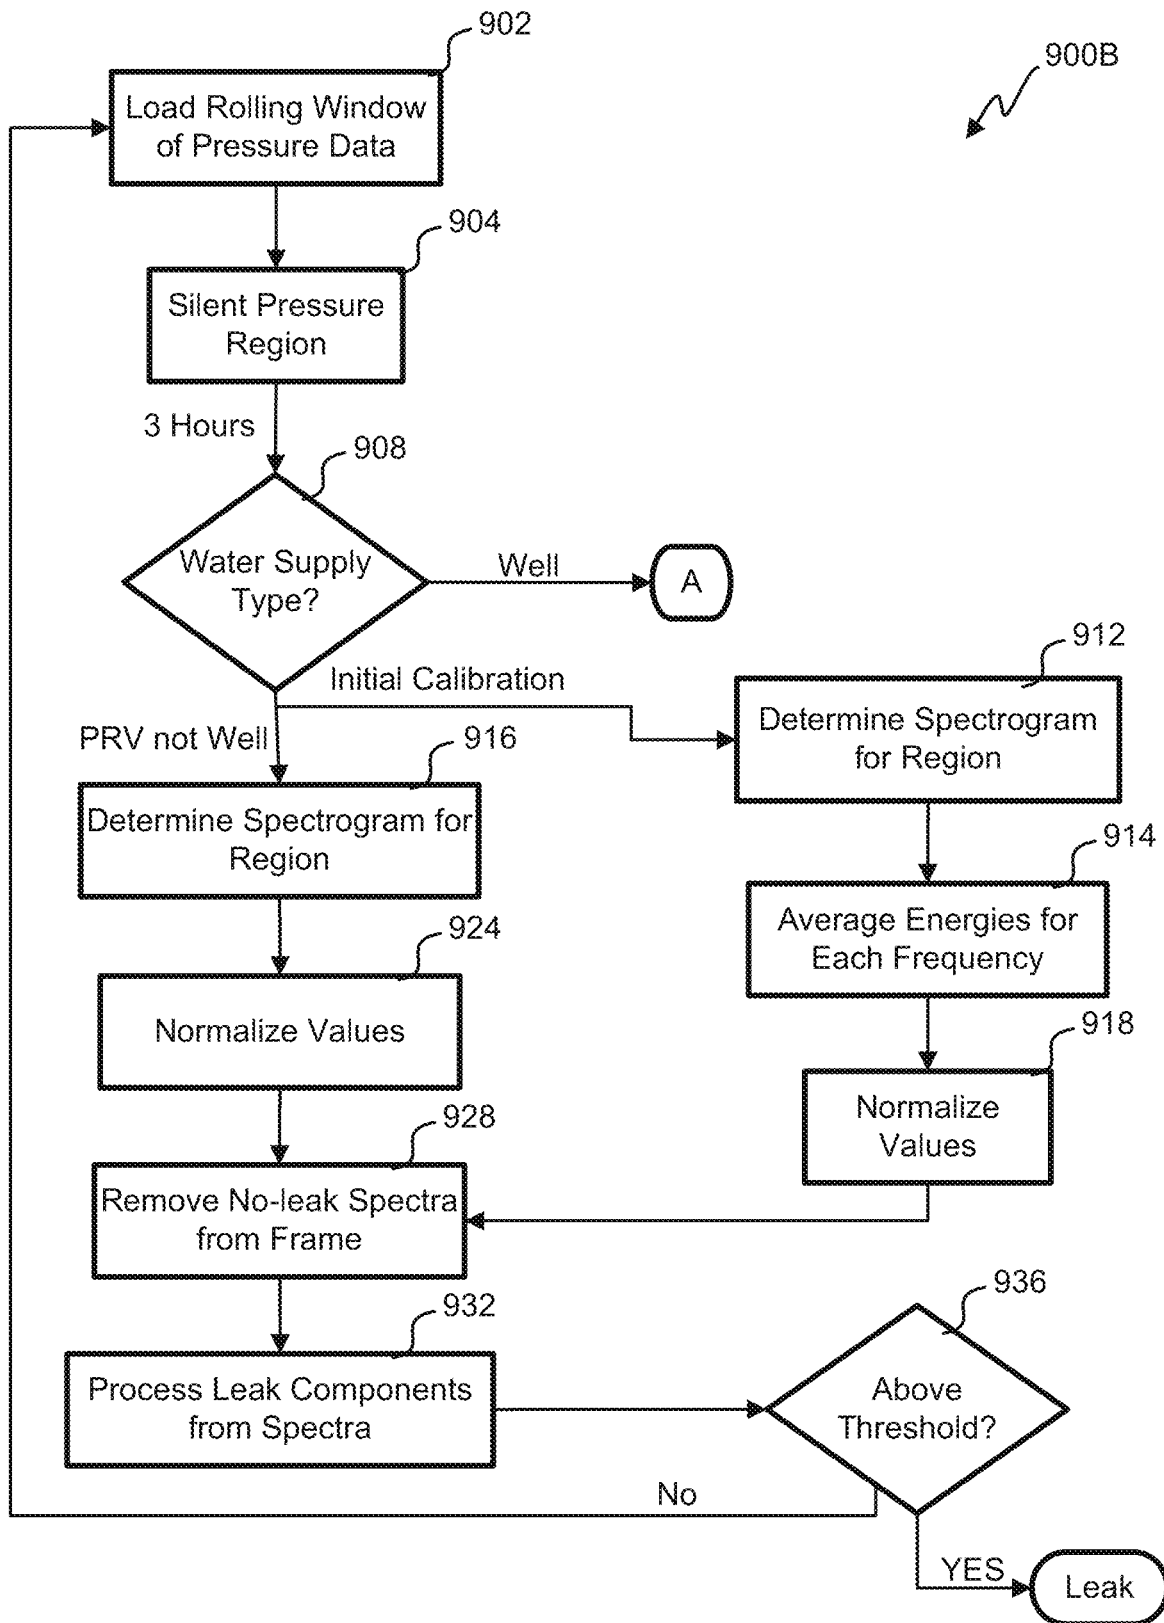 902
900B
Load Rolling Window
of Pressure Data
904
Silent Pressure
Region
3 Hours
908
Water Supply
Type?
Well
A
Initial Calibration
912
Determine Spectrogram
for Region
PRV not Well
916
Determine Spectrogram for
Region
914
Average Energies for
Each Frequency
924
Normalize Values
918
Normalize
Values
928
Remove No-leak Spectra
from Frame
932
Process Leak Components
from Spectra
936
Above
Threshold?
No
YES
Leak